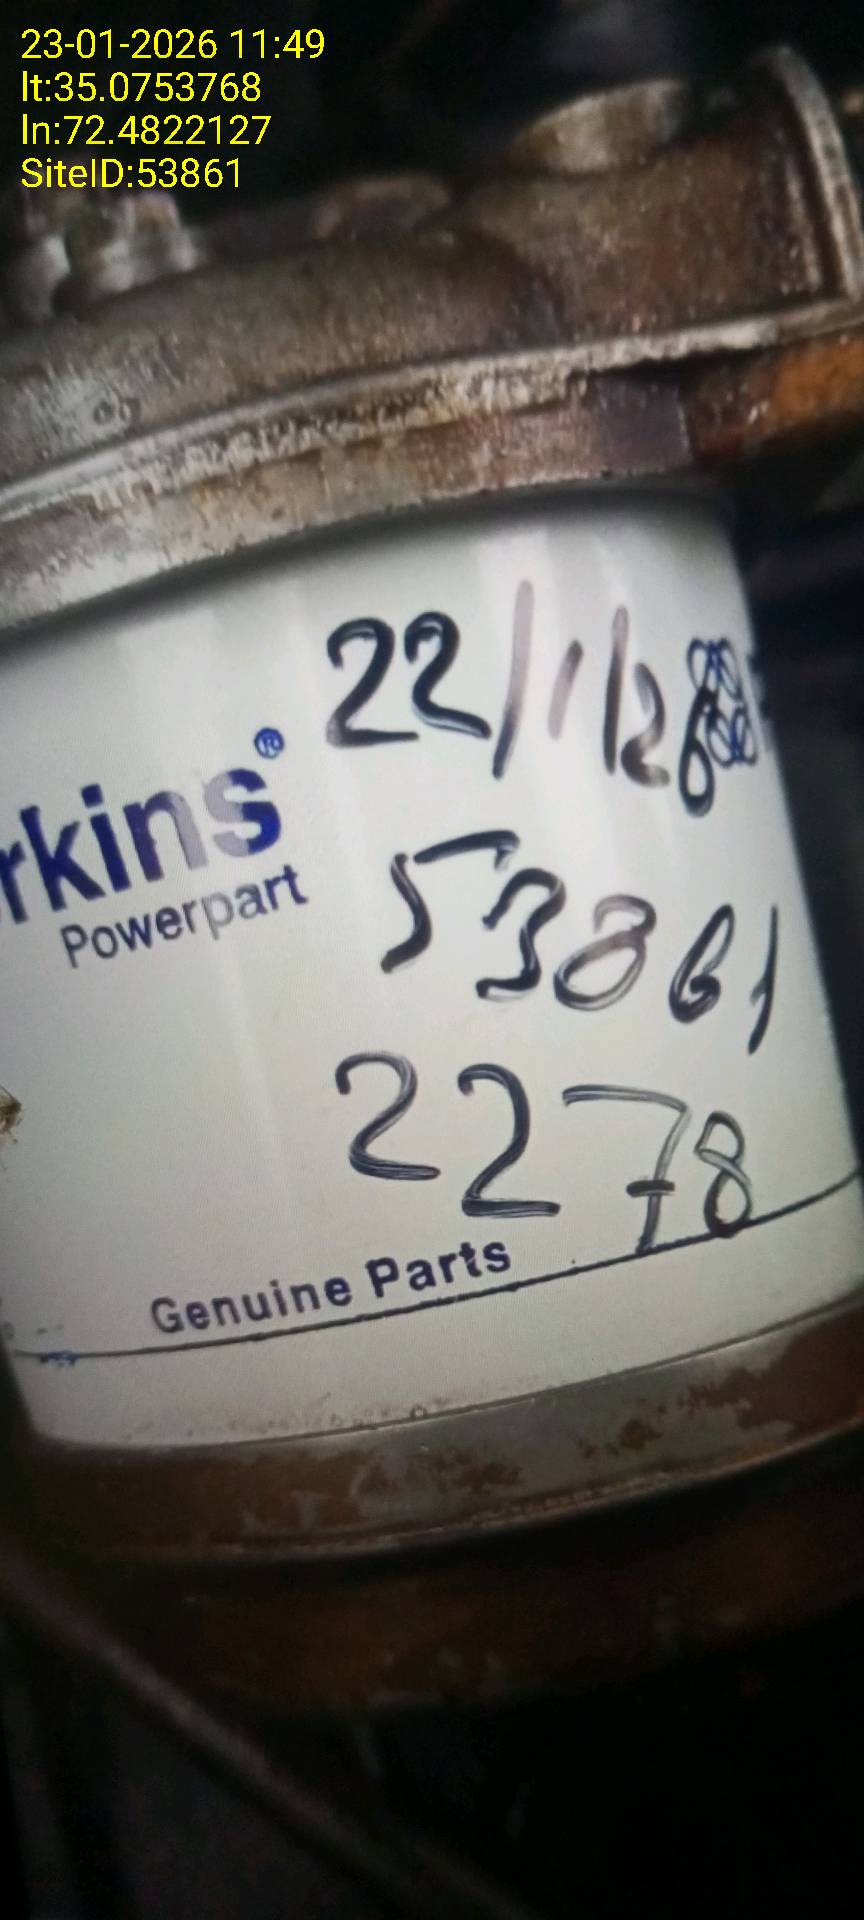 23-01-2026 11:49
lt:35.0753768
ln:72.4822127
SiteID:53861
22/1/26
®
rkins
Powerpart
53861
2278
Genuine Parts